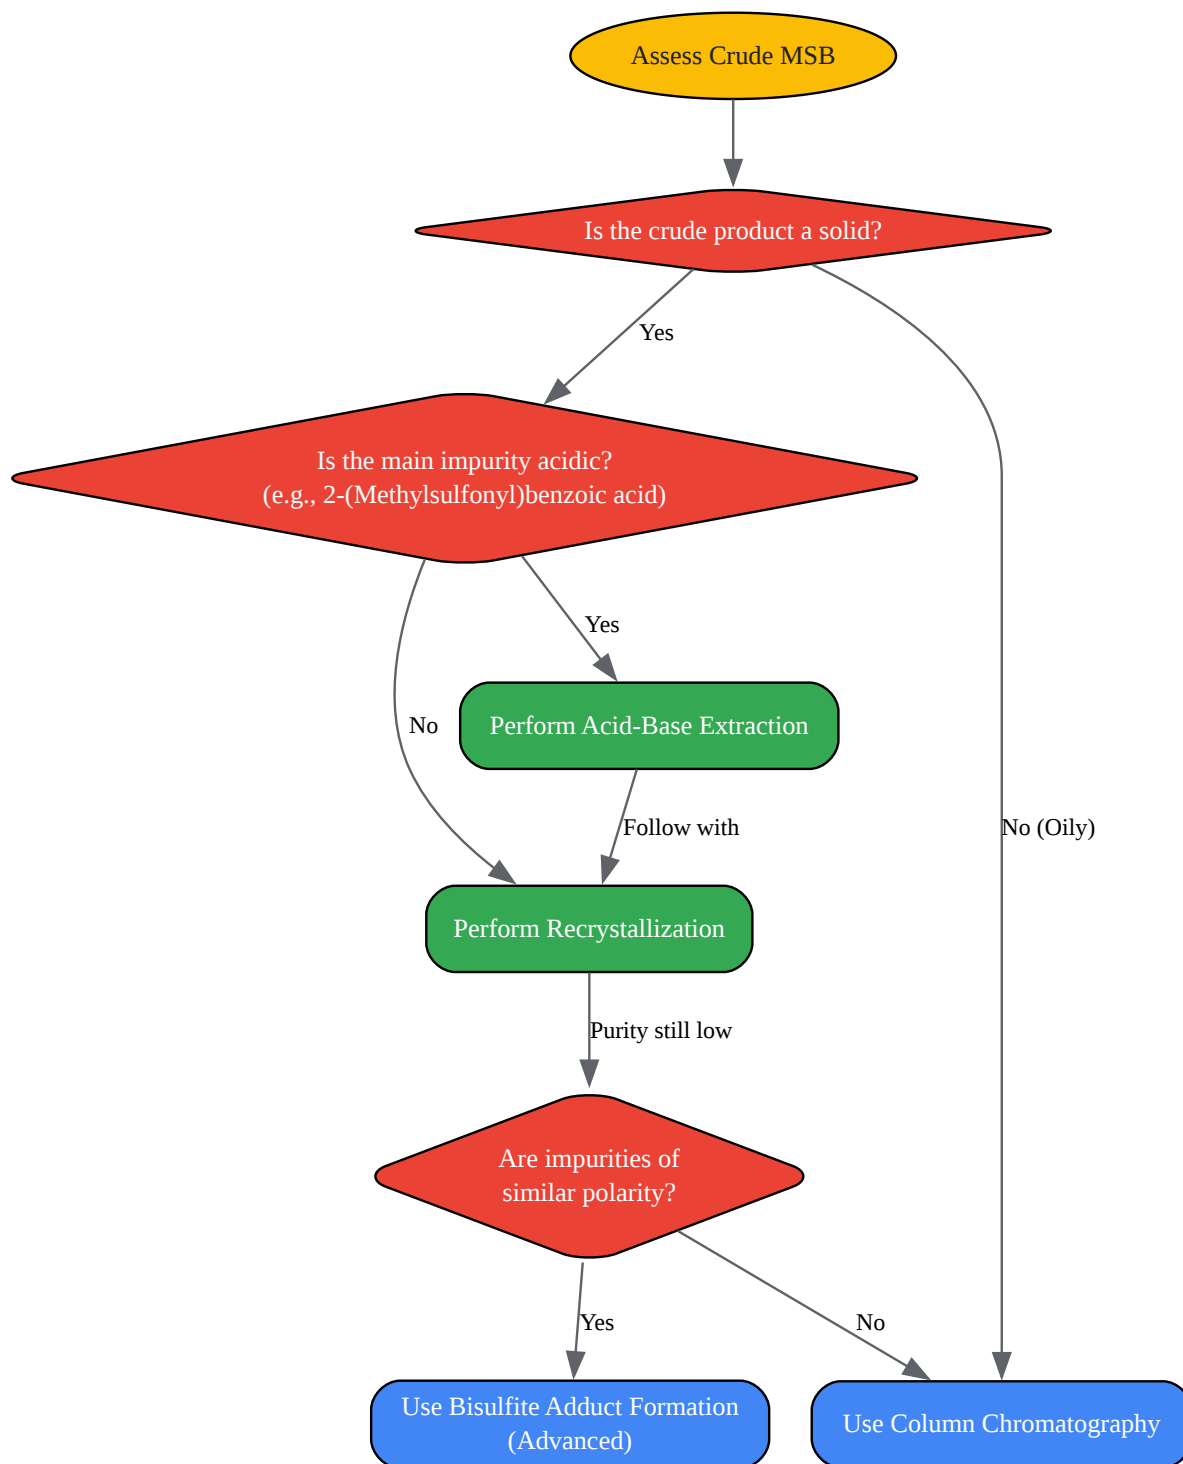 Assess Crude MSB
Is the crude product a solid?
Yes
Is the main impurity acidic?
(e.g., 2-(Methylsulfonyl)benzoic acid)
Yes
No
Perform Acid-Base Extraction
Follow with
No (Oily)
Perform Recrystallization
Purity still low
Are impurities of
similar polarity?
Yes
No
Use Bisulfite Adduct Formation
(Advanced)
Use Column Chromatography